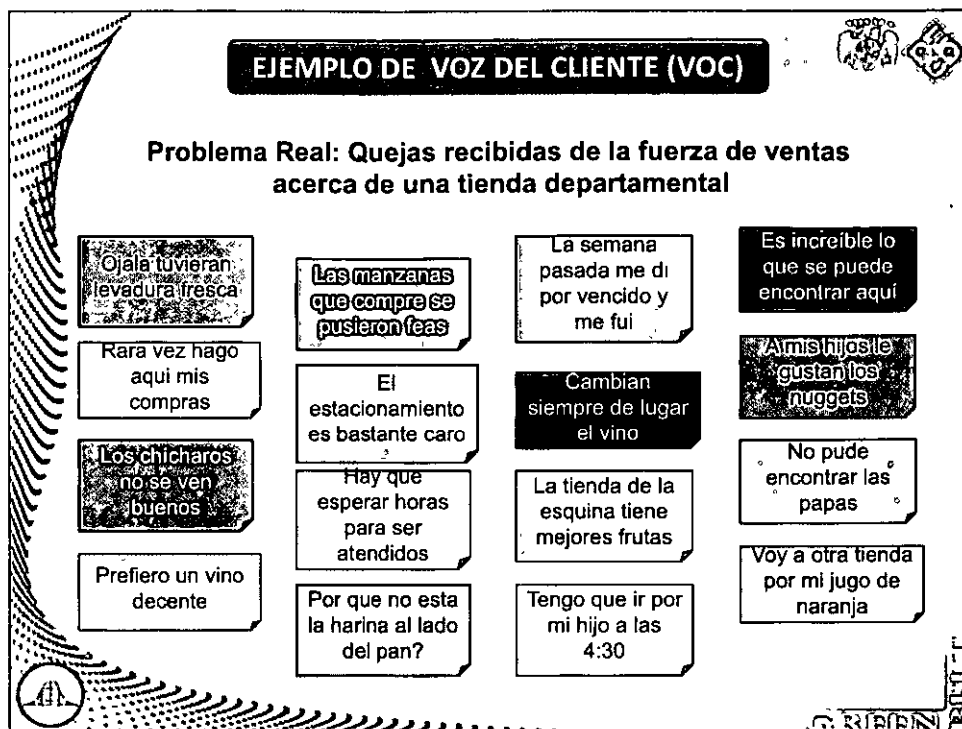 EJEMPLO DE VOZ DEL CLIENTE (VOC)
Problema Real: Quejas recibidas de la fuerza de ventas
acerca de una tienda departamental
Ojala tuvieran
levadura fresca
Rara vez hago
aqui mis
compras
Los chicharos
no se ven
buenos
Prefiero un vino
decente
Las manzanas
que compre se
pusieron feas
El
estacionamiento
es bastante caro
Hay que
esperar horas
para ser
atendidos
Por que no esta
la harina al lado
del pan?
La semana
pasada me di
por vencido y
me fui
Cambian
siempre de lugar
el vino
La tienda de la
esquina tiene
mejores frutas
Tengo que ir por
mi hijo a las
4:30
Es increíble lo
que se puede
encontrar aquí
A mis hijos le
gustan los
nuggets
No pude
encontrar las
papas
Voy a otra tienda
por mi jugo de
naranja